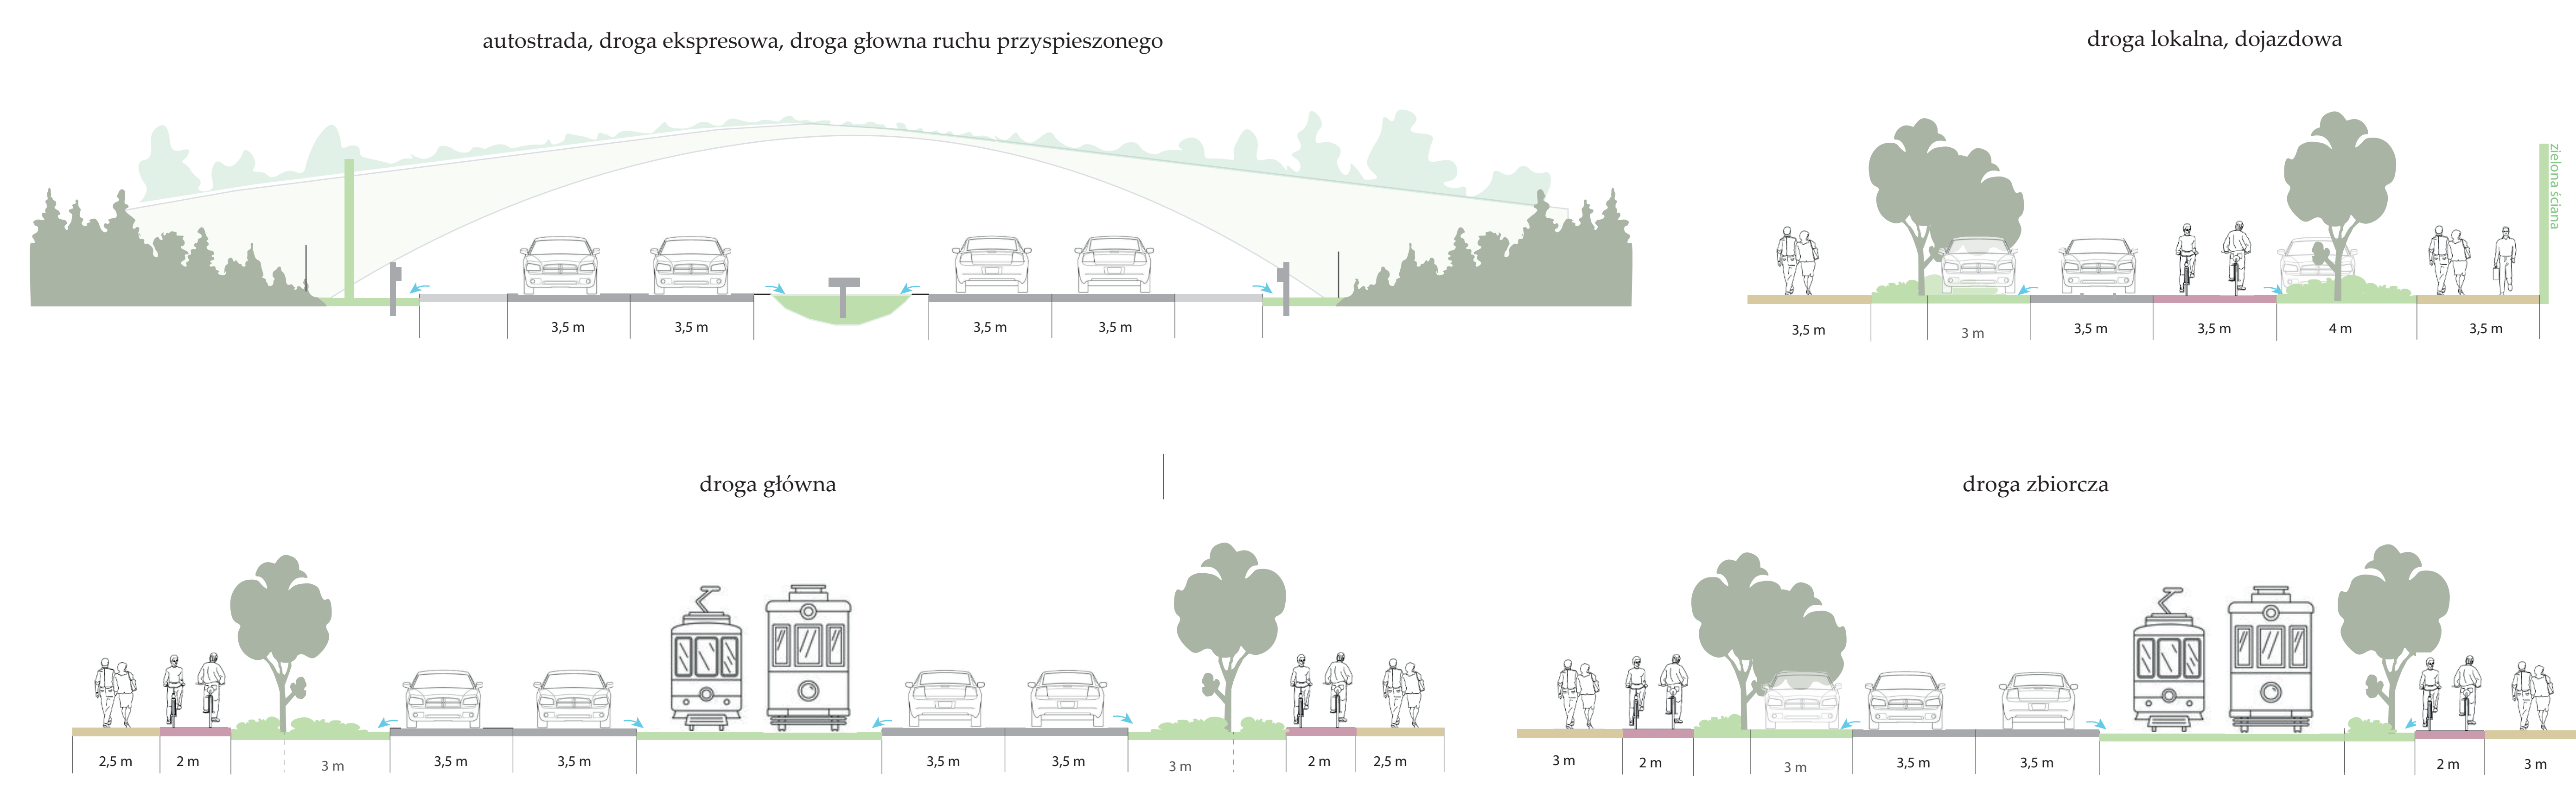 autostrada, droga ekspresowa, droga głowna ruchu przyspieszonego
3,5 m 3,5 m 3,5 m 3,5 m
droga lokalna, dojazdowa
zielona ściana
3,5 m 3 m 3,5 m 3,5 m 4 m 3,5 m
droga główna
2,5 m 2 m 3 m 3,5 m 3,5 m 3,5 m 3,5 m 3 m 2 m 2,5 m
droga zbiorcza
3 m 2 m 3 m 3,5 m 3,5 m 2 m 3 m